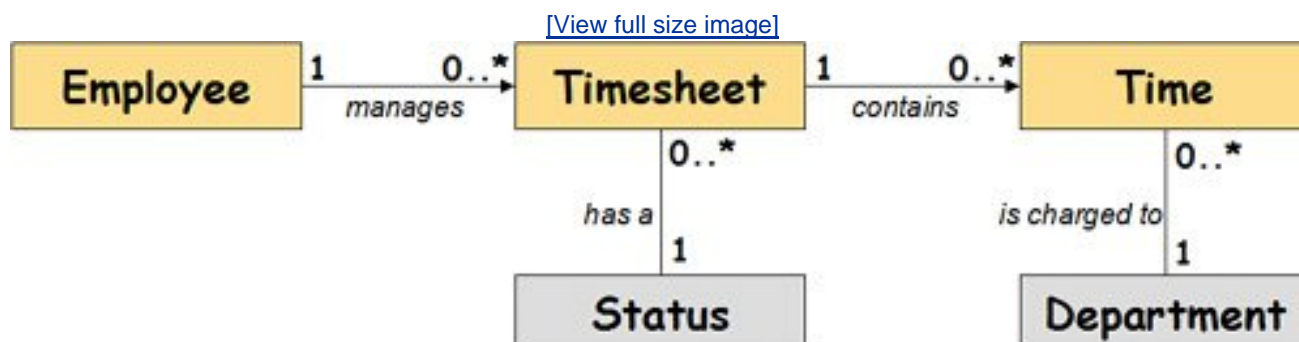 [View full size image]
Employee
1
0..*
manages
Timesheet
1
0..*
contains
Time
0..*
has a
1
0..*
is charged to
1
Status
Department